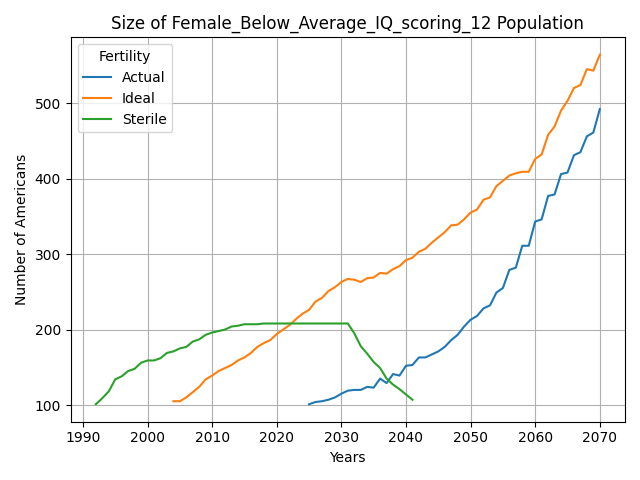 Size of Female_Below_Average_IQ_scoring_12 Population
Fertility
Actual
Ideal
Sterile
Number of Americans
500
400
300
200
100
1990
2000
2010
2020
2030
2040
2050
2060
2070
Years